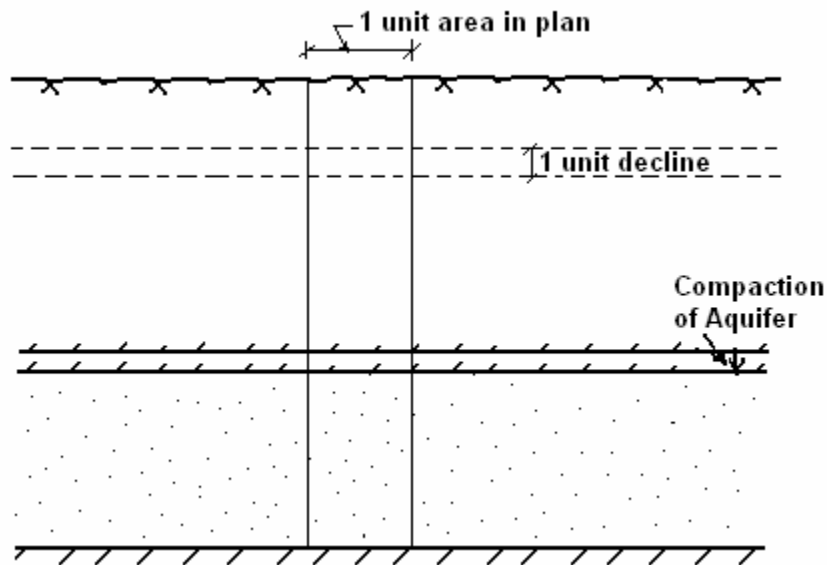 1 unit area in plan
1 unit decline
Compaction
of Aquifer